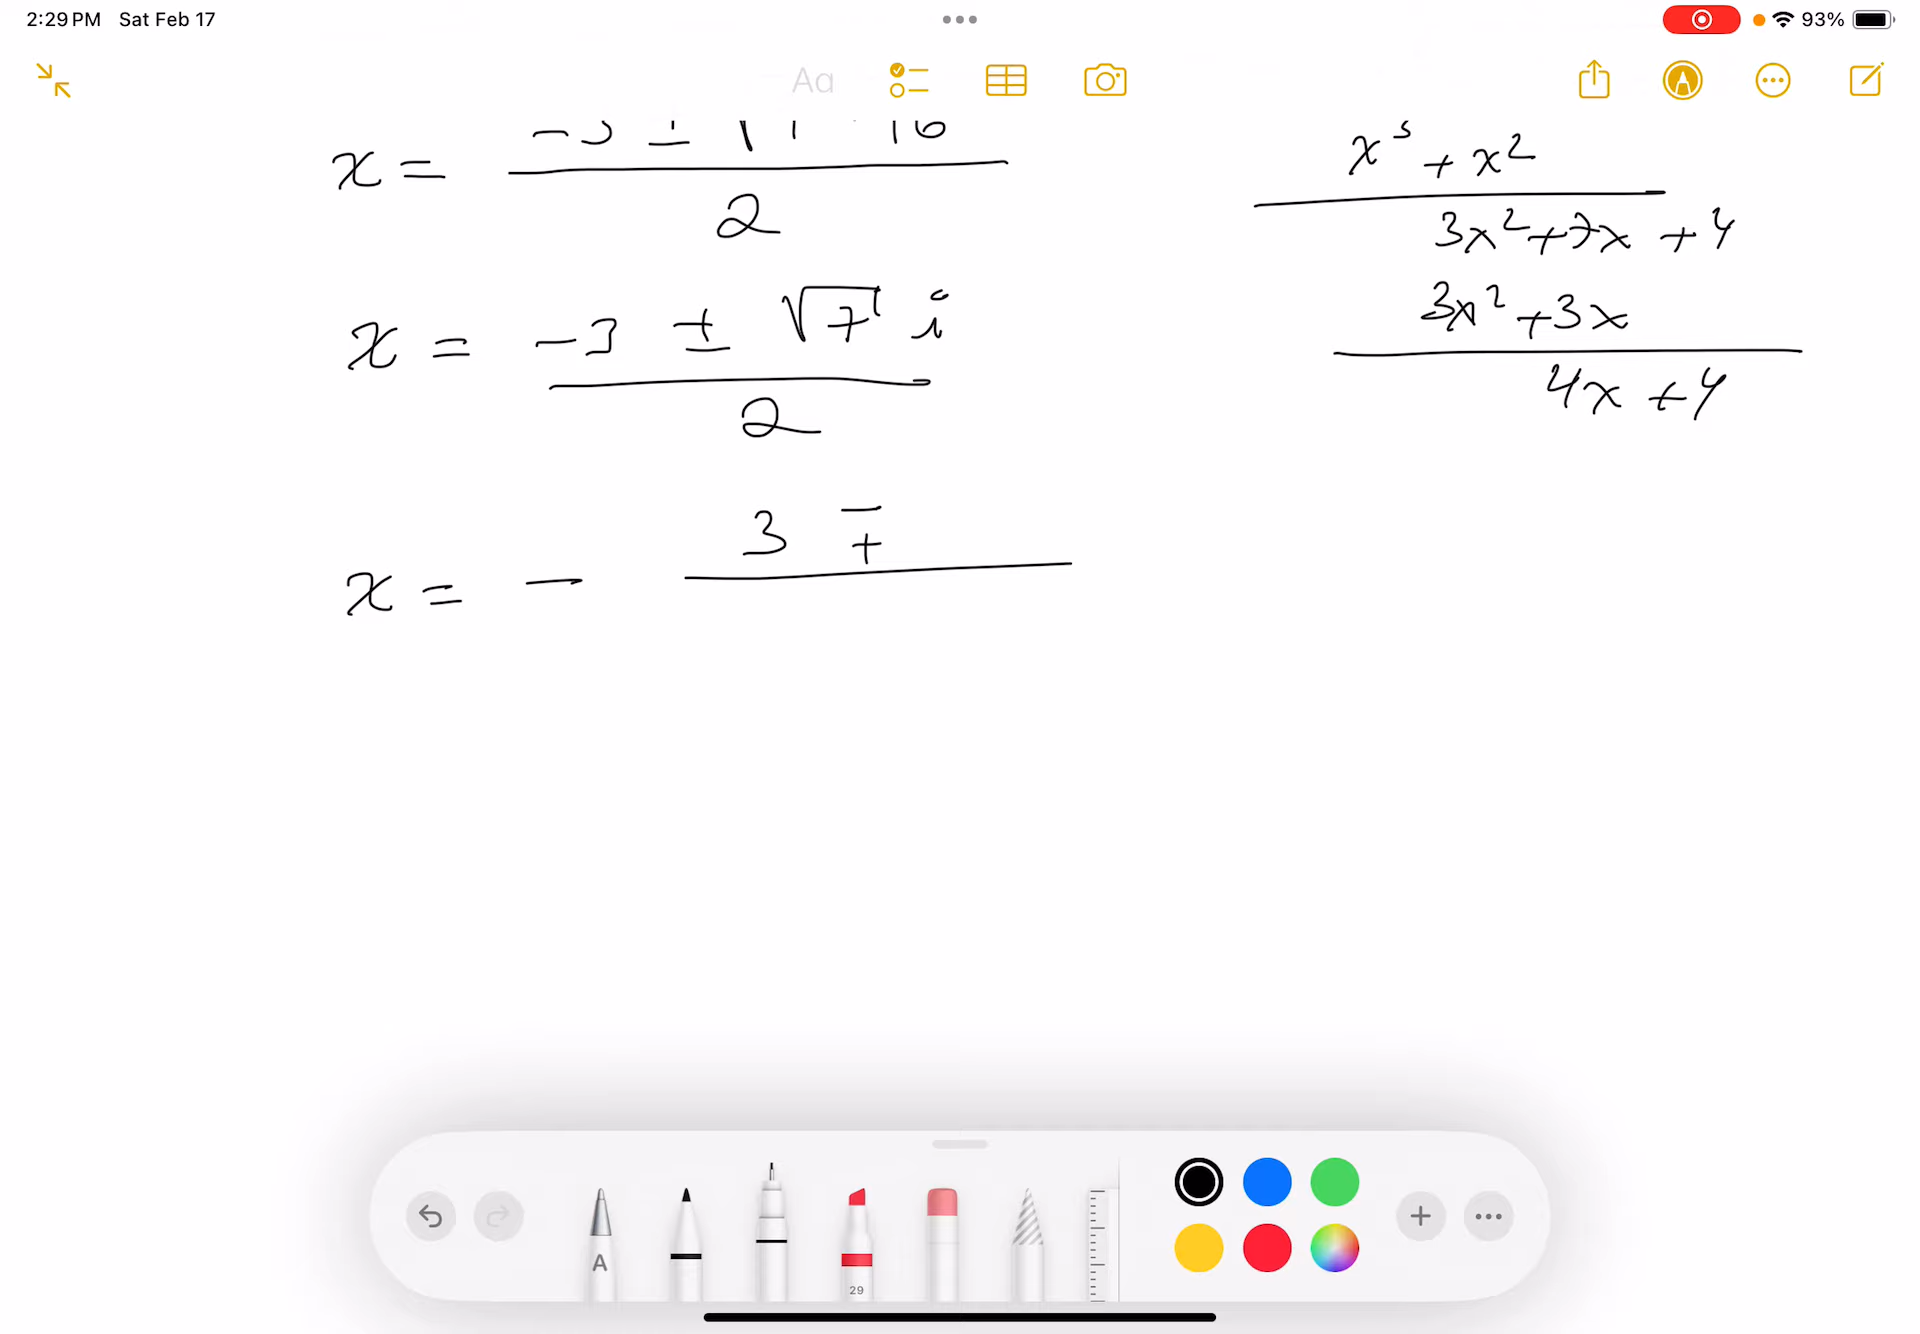 2:29 PM Sat Feb 17
93%
Aa
x =
2
x = -3 ± √7 i
2
x = - 3 ∓
x³ + x²
3x² + 7x + 4
3x² + 3x
4x + 4
A
29